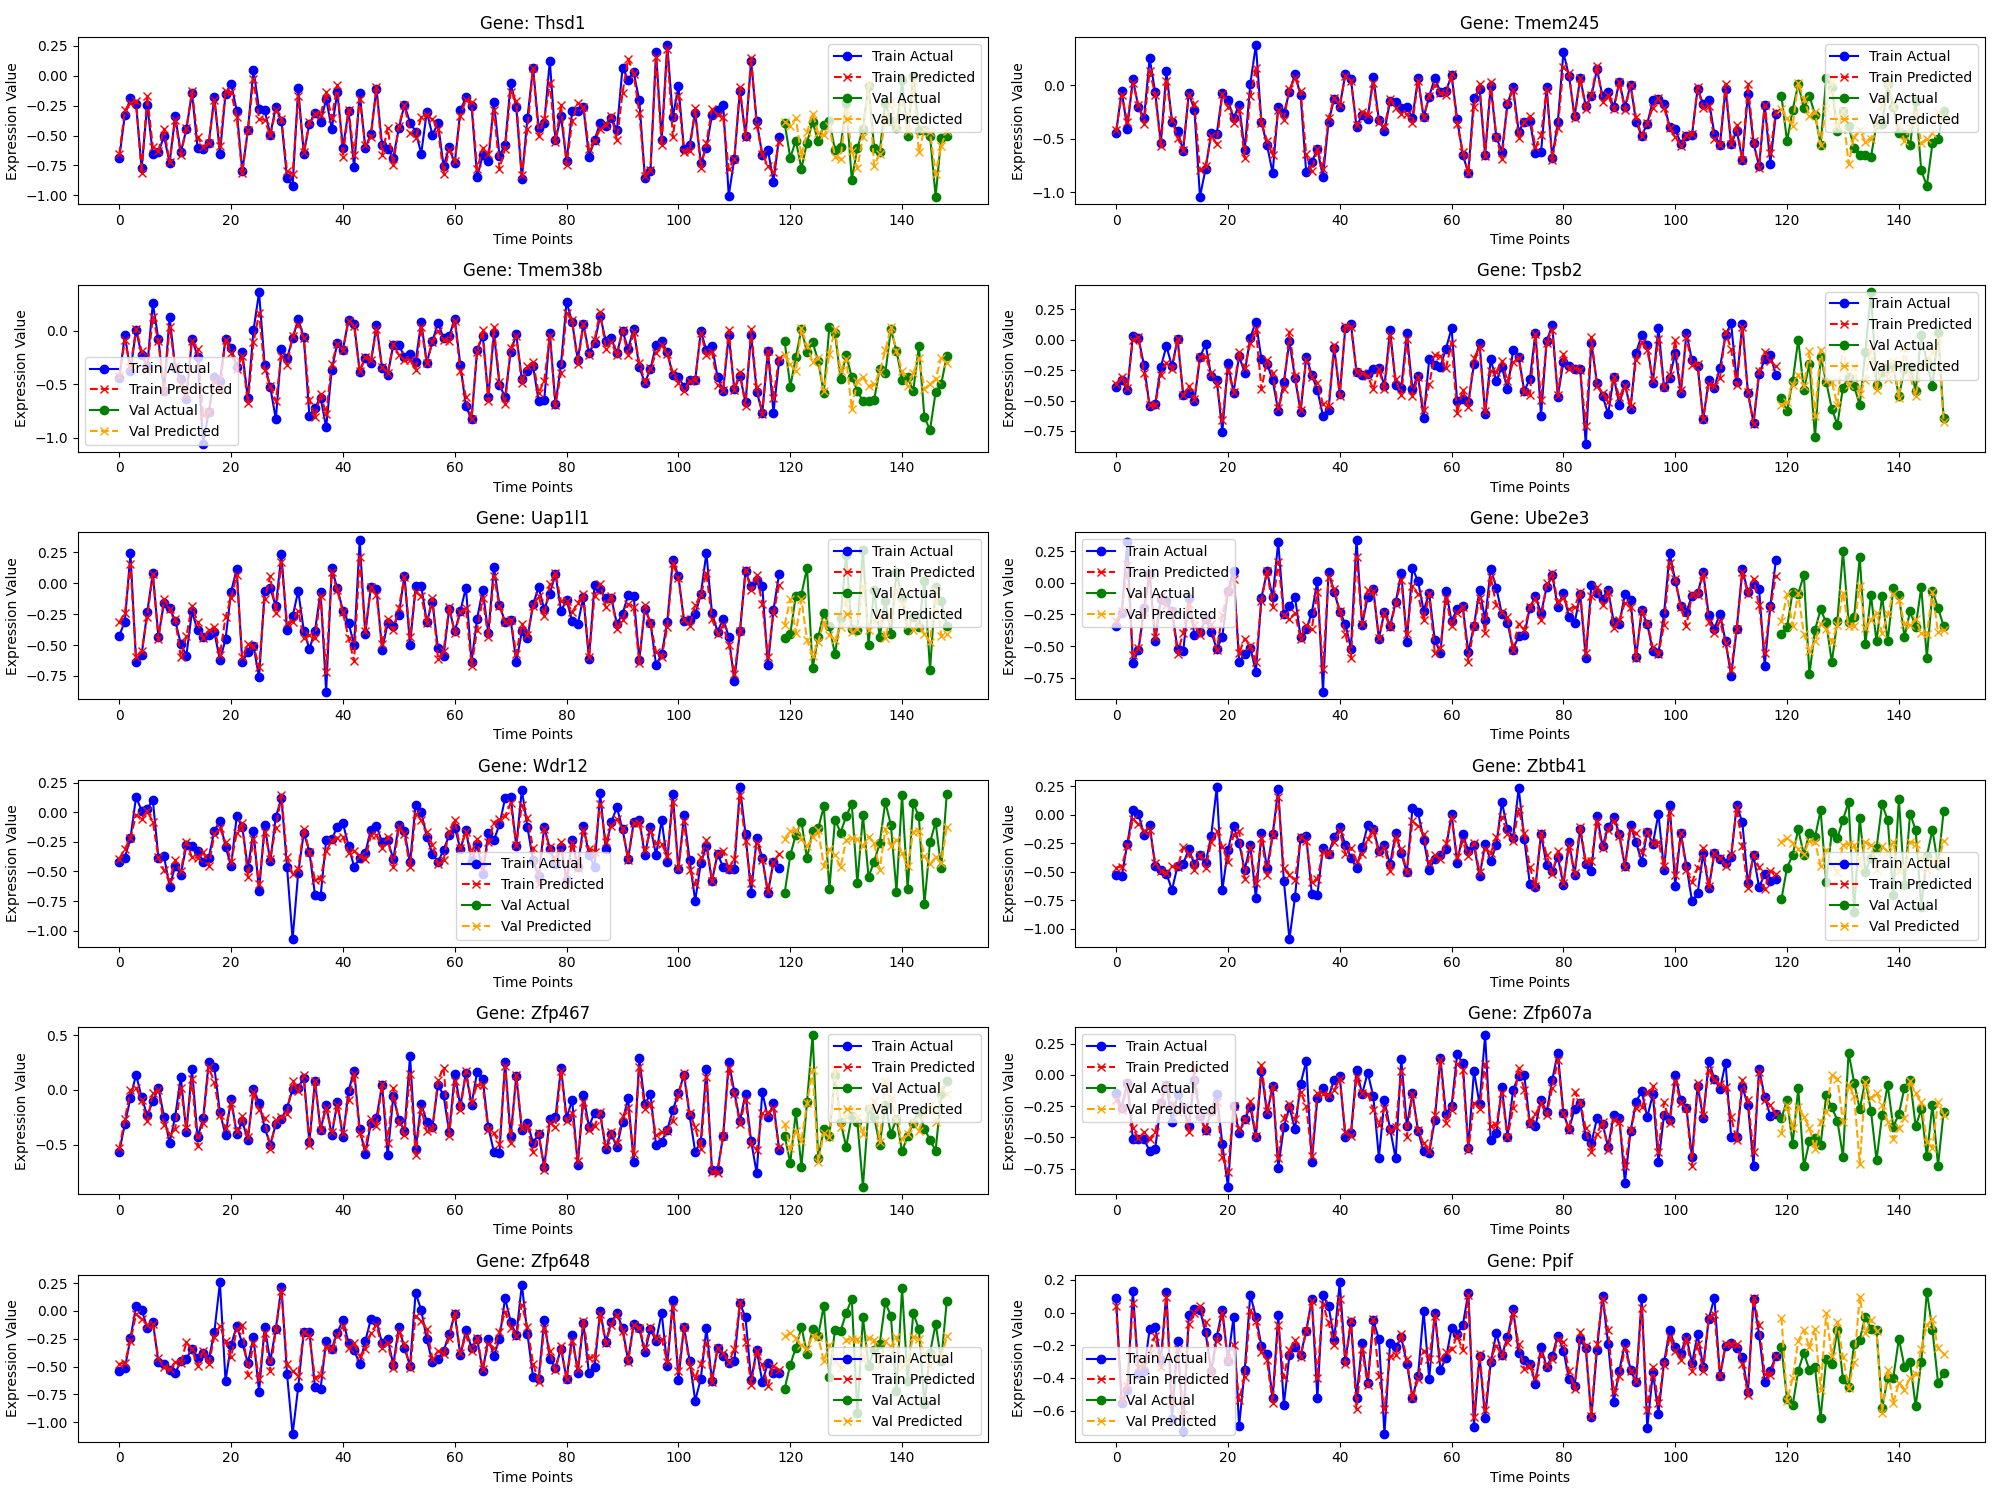 Gene: Thsd1
Expression Value
0.25
0.00
−0.25
−0.50
−0.75
−1.00
0 20 40 60 80 100 120 140
Time Points
Train Actual
Train Predicted
Val Actual
Val Predicted
Gene: Tmem245
Expression Value
0.0
−0.5
−1.0
0 20 40 60 80 100 120 140
Time Points
Train Actual
Train Predicted
Val Actual
Val Predicted
Gene: Tmem38b
Expression Value
0.0
−0.5
−1.0
0 20 40 60 80 100 120 140
Time Points
Train Actual
Train Predicted
Val Actual
Val Predicted
Gene: Tpsb2
Expression Value
0.25
0.00
−0.25
−0.50
−0.75
0 20 40 60 80 100 120 140
Time Points
Train Actual
Train Predicted
Val Actual
Val Predicted
Gene: Uap1l1
Expression Value
0.25
0.00
−0.25
−0.50
−0.75
0 20 40 60 80 100 120 140
Time Points
Train Actual
Train Predicted
Val Actual
Val Predicted
Gene: Ube2e3
Expression Value
0.25
0.00
−0.25
−0.50
−0.75
0 20 40 60 80 100 120 140
Time Points
Train Actual
Train Predicted
Val Actual
Val Predicted
Gene: Wdr12
Expression Value
0.25
0.00
−0.25
−0.50
−0.75
−1.00
0 20 40 60 80 100 120 140
Time Points
Train Actual
Train Predicted
Val Actual
Val Predicted
Gene: Zbtb41
Expression Value
0.25
0.00
−0.25
−0.50
−0.75
−1.00
0 20 40 60 80 100 120 140
Time Points
Train Actual
Train Predicted
Val Actual
Val Predicted
Gene: Zfp467
Expression Value
0.5
0.0
−0.5
0 20 40 60 80 100 120 140
Time Points
Train Actual
Train Predicted
Val Actual
Val Predicted
Gene: Zfp607a
Expression Value
0.25
0.00
−0.25
−0.50
−0.75
0 20 40 60 80 100 120 140
Time Points
Train Actual
Train Predicted
Val Actual
Val Predicted
Gene: Zfp648
Expression Value
0.25
0.00
−0.25
−0.50
−0.75
−1.00
0 20 40 60 80 100 120 140
Time Points
Train Actual
Train Predicted
Val Actual
Val Predicted
Gene: Ppif
Expression Value
0.2
0.0
−0.2
−0.4
−0.6
0 20 40 60 80 100 120 140
Time Points
Train Actual
Train Predicted
Val Actual
Val Predicted